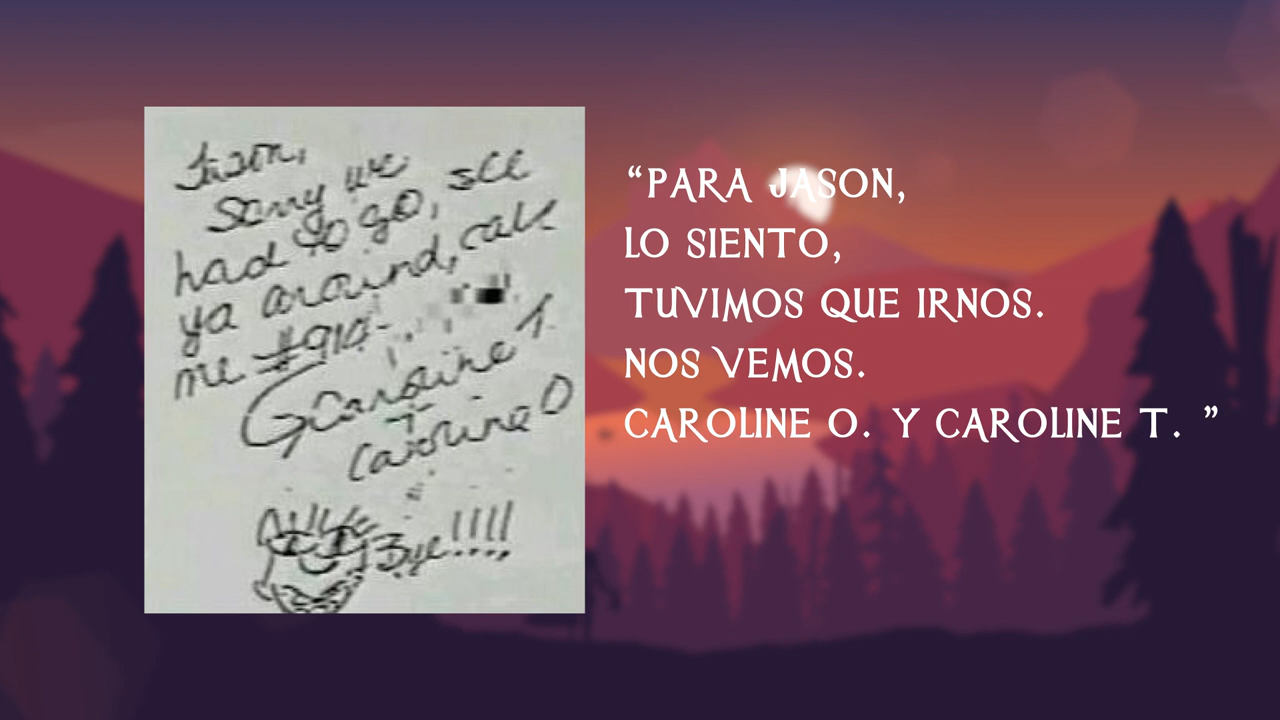 Jason,
Sorry we
had to go, see
ya around, call
me #910-
Caroline T.
+
Caroline O
Bye!!!!
“PARA JASON,
LO SIENTO,
TUVIMOS QUE IRNOS.
NOS VEMOS.
CAROLINE O. Y CAROLINE T. ”